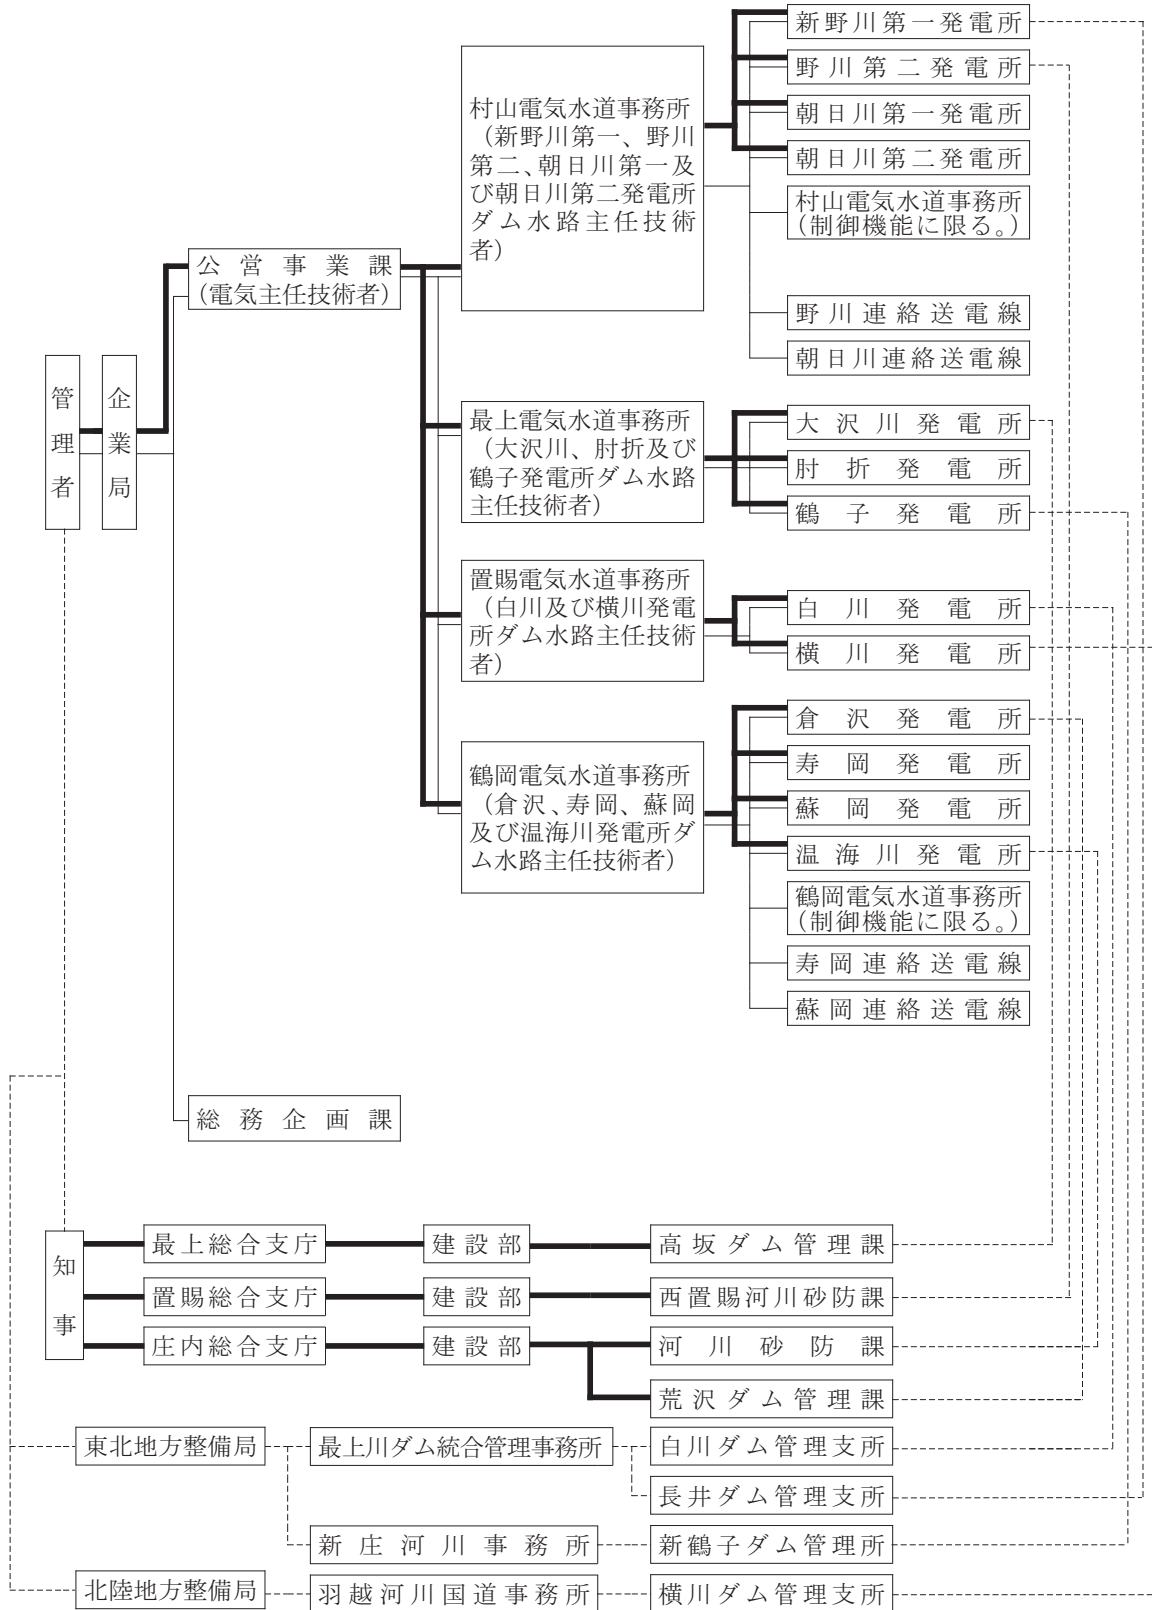 新野川第一発電所
野川第二発電所
朝日川第一発電所
朝日川第二発電所
村山電気水道事務所
(制御機能に限る。)
野川連絡送電線
朝日川連絡送電線
村山電気水道事務所
(新野川第一、野川
第二、朝日川第一及
び朝日川第二発電所
ダム水路主任技術
者)
公営事業課
(電気主任技術者)
管理者
企業局
最上電気水道事務所
(大沢川、肘折及び
鶴子発電所ダム水路
主任技術者)
大沢川発電所
肘折発電所
鶴子発電所
置賜電気水道事務所
(白川及び横川発電
所ダム水路主任技術
者)
白川発電所
横川発電所
鶴岡電気水道事務所
(倉沢、寿岡、蘇岡
及び温海川発電所ダ
ム水路主任技術者)
倉沢発電所
寿岡発電所
蘇岡発電所
温海川発電所
鶴岡電気水道事務所
(制御機能に限る。)
寿岡連絡送電線
蘇岡連絡送電線
総務企画課
知事
最上総合支庁
建設部
高坂ダム管理課
置賜総合支庁
建設部
西置賜河川砂防課
庄内総合支庁
建設部
河川砂防課
荒沢ダム管理課
東北地方整備局
最上川ダム統合管理事務所
白川ダム管理支所
長井ダム管理支所
新庄河川事務所
新鶴子ダム管理所
北陸地方整備局
羽越河川国道事務所
横川ダム管理支所